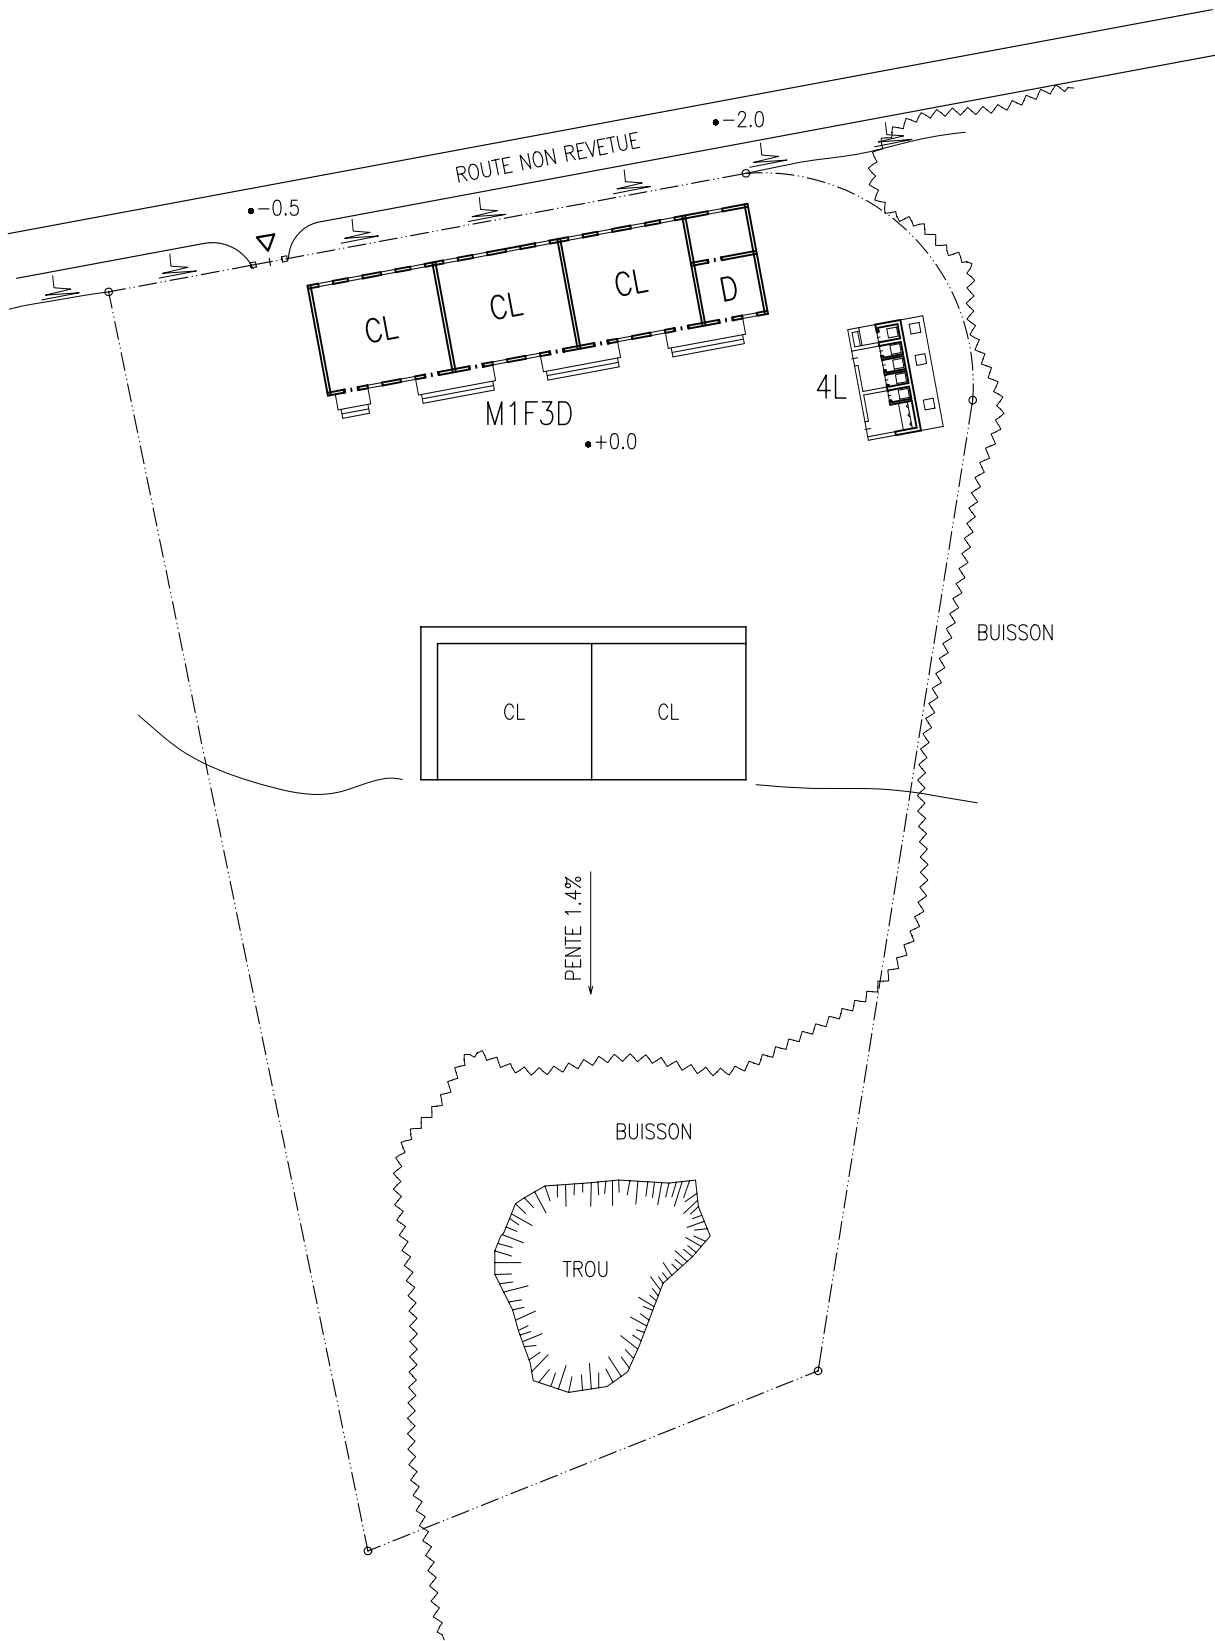 -2.0
ROUTE NON REVETUE
-0.5
CL
CL
CL
D
4L
M1F3D
+0.0
BUISSON
CL
CL
PENTE 1.4%
BUISSON
TROU